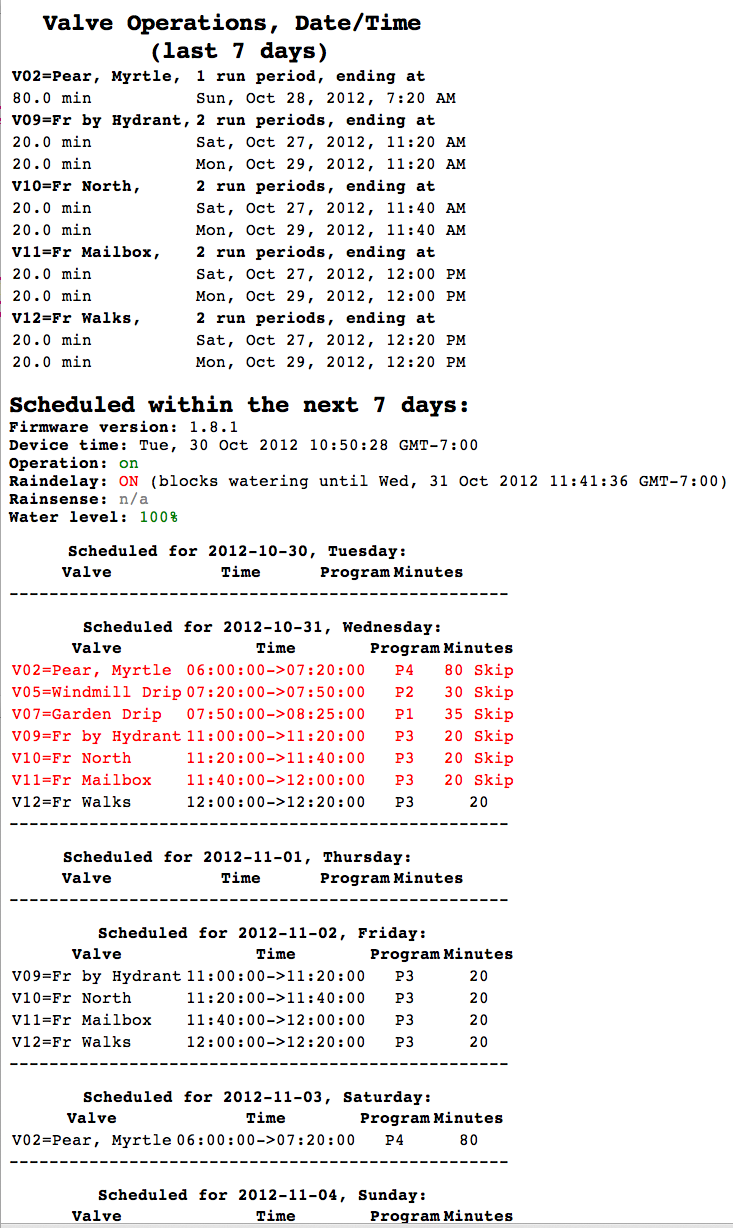 Valve Operations, Date/Time
(last 7 days)
V02=Pear, Myrtle, 1 run period, ending at
80.0 min Sun, Oct 28, 2012, 7:20 AM
V09=Fr by Hydrant, 2 run periods, ending at
20.0 min Sat, Oct 27, 2012, 11:20 AM
20.0 min Mon, Oct 29, 2012, 11:20 AM
V10=Fr North, 2 run periods, ending at
20.0 min Sat, Oct 27, 2012, 11:40 AM
20.0 min Mon, Oct 29, 2012, 11:40 AM
V11=Fr Mailbox, 2 run periods, ending at
20.0 min Sat, Oct 27, 2012, 12:00 PM
20.0 min Mon, Oct 29, 2012, 12:00 PM
V12=Fr Walks, 2 run periods, ending at
20.0 min Sat, Oct 27, 2012, 12:20 PM
20.0 min Mon, Oct 29, 2012, 12:20 PM
Scheduled within the next 7 days:
Firmware version: 1.8.1
Device time: Tue, 30 Oct 2012 10:50:28 GMT-7:00
Operation: on
Raindelay: ON (blocks watering until Wed, 31 Oct 2012 11:41:36 GMT-7:00)
Rainsense: n/a
Water level: 100%
Scheduled for 2012-10-30, Tuesday:
Valve Time Program Minutes
--------------------------------------------------
Scheduled for 2012-10-31, Wednesday:
Valve Time Program Minutes
V02=Pear, Myrtle 06:00:00->07:20:00 P4 80 Skip
V05=Windmill Drip 07:20:00->07:50:00 P2 30 Skip
V07=Garden Drip 07:50:00->08:25:00 P1 35 Skip
V09=Fr by Hydrant 11:00:00->11:20:00 P3 20 Skip
V10=Fr North 11:20:00->11:40:00 P3 20 Skip
V11=Fr Mailbox 11:40:00->12:00:00 P3 20 Skip
V12=Fr Walks 12:00:00->12:20:00 P3 20
--------------------------------------------------
Scheduled for 2012-11-01, Thursday:
Valve Time Program Minutes
--------------------------------------------------
Scheduled for 2012-11-02, Friday:
Valve Time Program Minutes
V09=Fr by Hydrant 11:00:00->11:20:00 P3 20
V10=Fr North 11:20:00->11:40:00 P3 20
V11=Fr Mailbox 11:40:00->12:00:00 P3 20
V12=Fr Walks 12:00:00->12:20:00 P3 20
--------------------------------------------------
Scheduled for 2012-11-03, Saturday:
Valve Time Program Minutes
V02=Pear, Myrtle 06:00:00->07:20:00 P4 80
--------------------------------------------------
Scheduled for 2012-11-04, Sunday:
Valve Time Program Minutes